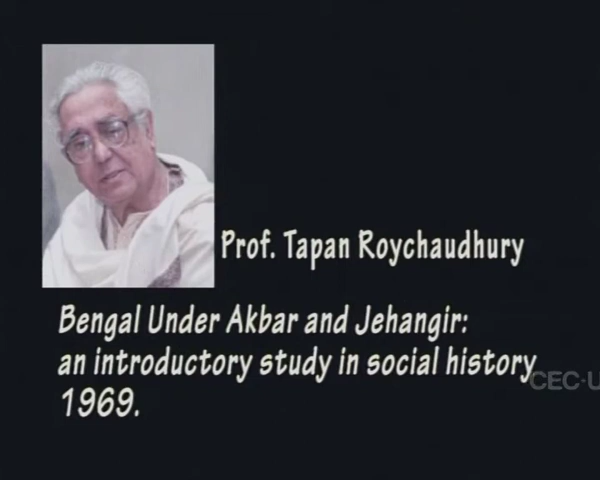 Prof. Tapan Roychaudhury
Bengal Under Akbar and Jehangir:
an introductory study in social history
1969.
CEC-U